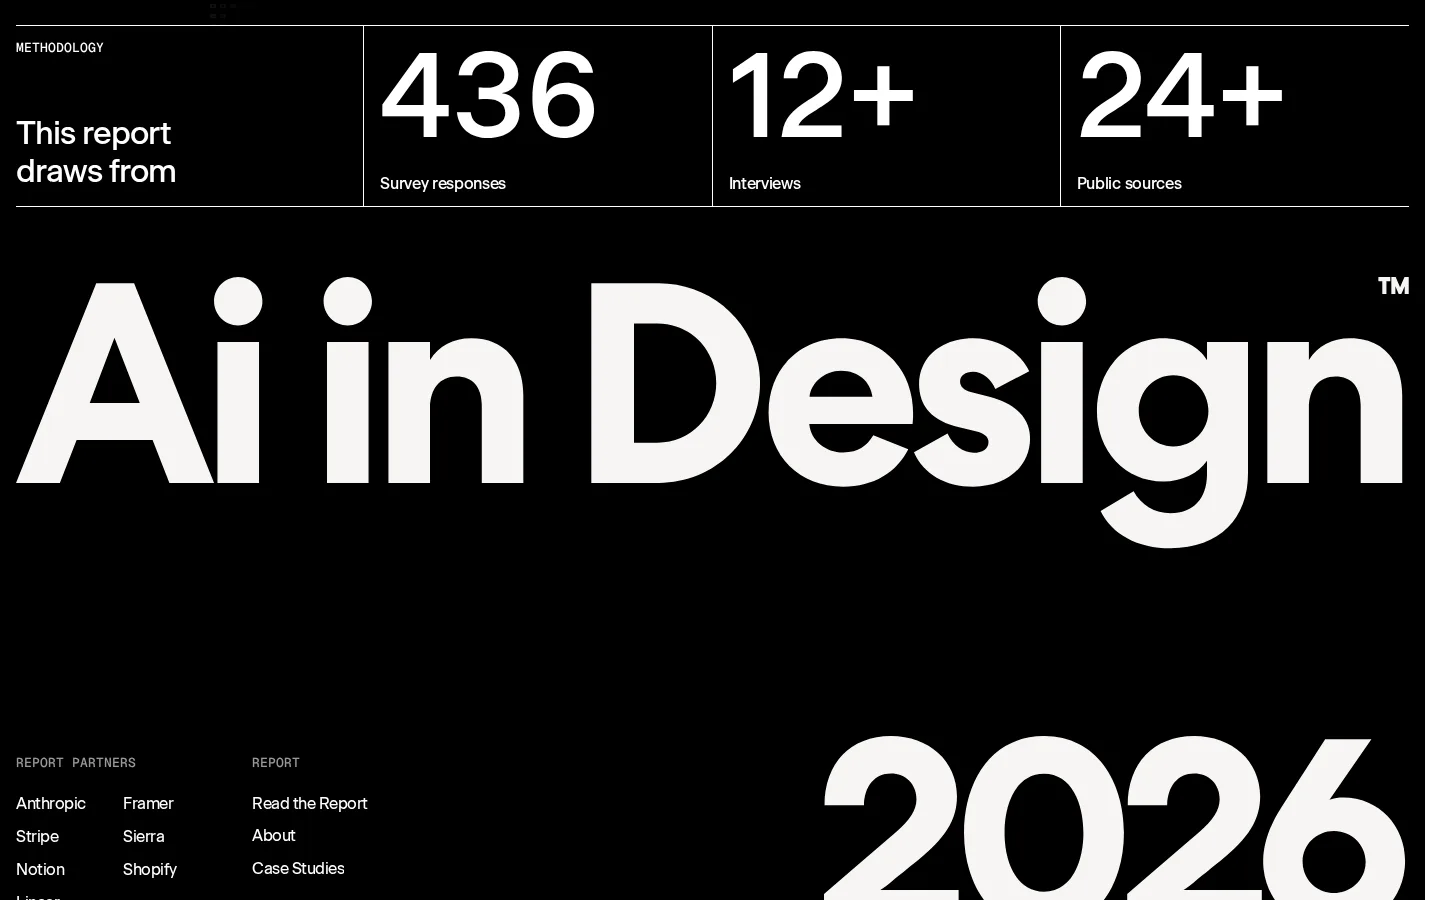 METHODOLOGY
This report
draws from
436
Survey responses
12+
Interviews
24+
Public sources
Ai in Design
TM
REPORT PARTNERS
Anthropic
Stripe
Notion
Linear
Framer
Sierra
Shopify
REPORT
Read the Report
About
Case Studies
2026